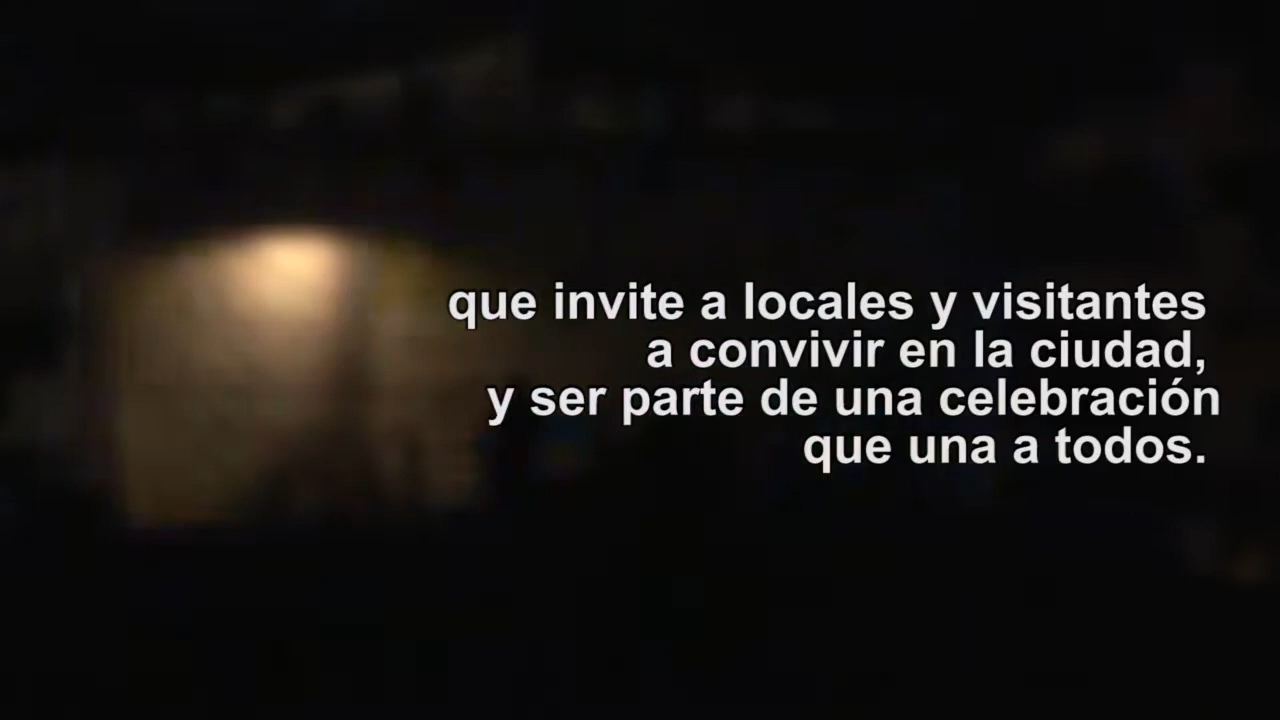 que invite a locales y visitantes
a convivir en la ciudad,
y ser parte de una celebración
que una a todos.